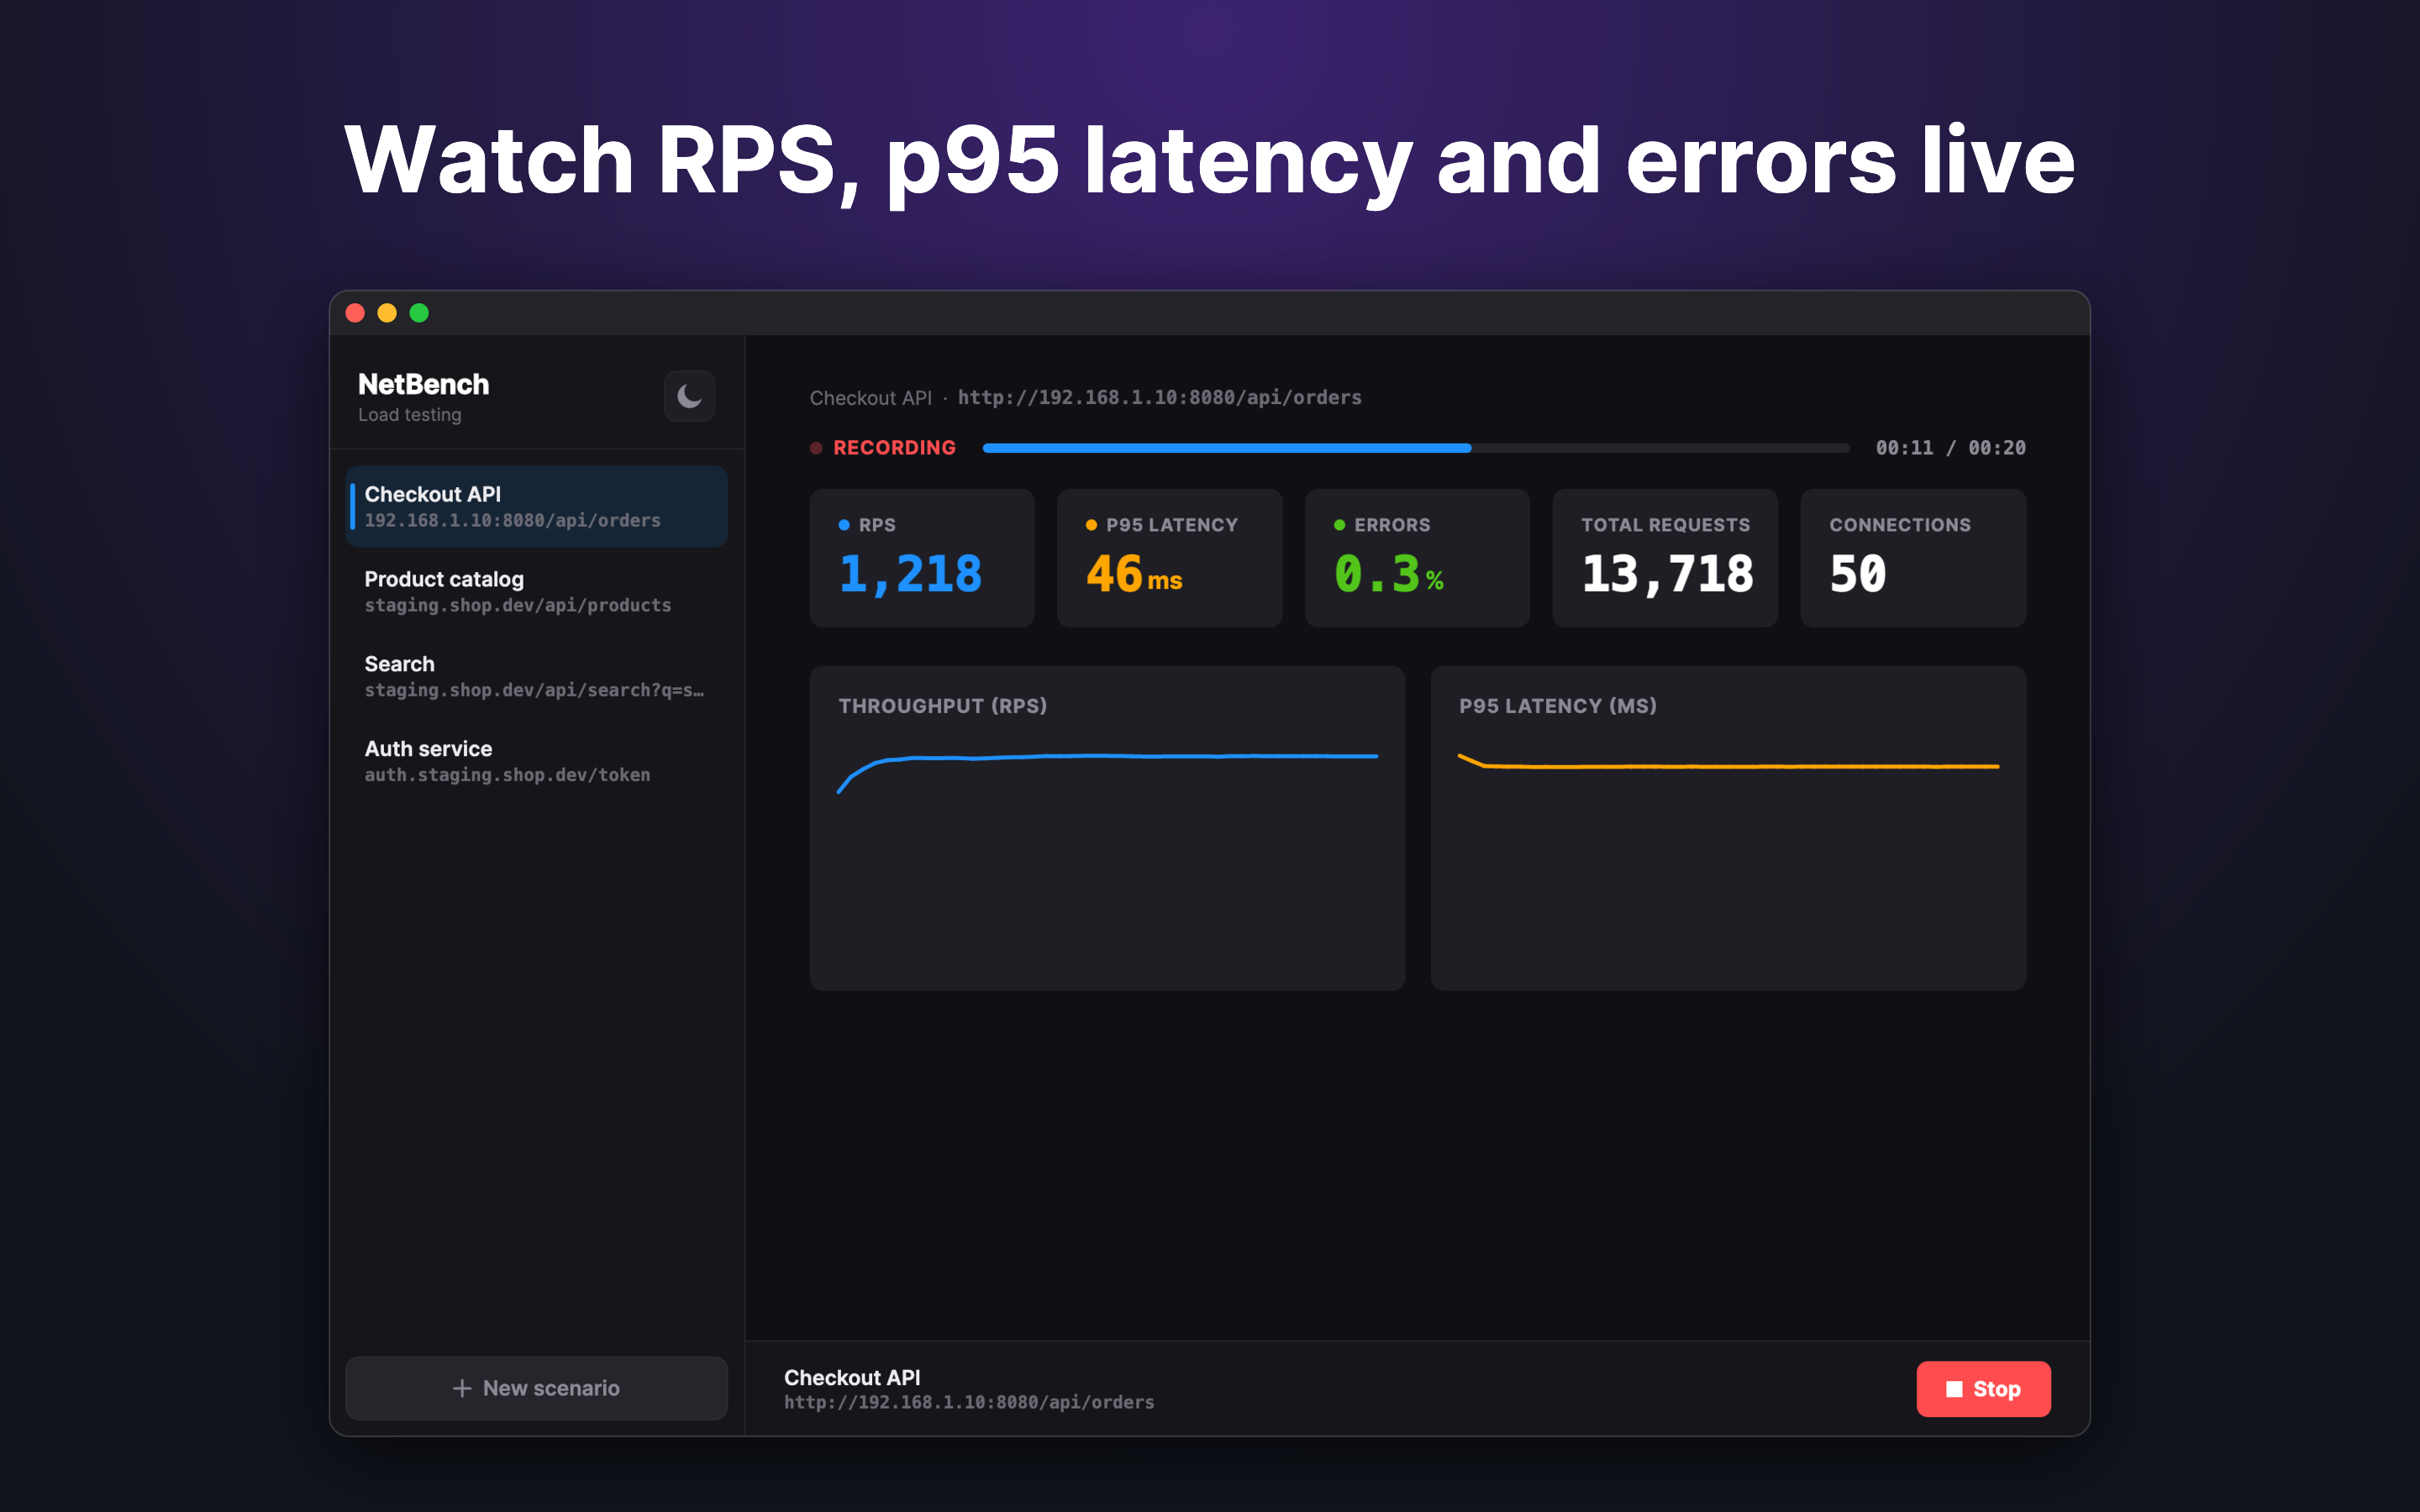 Watch RPS, p95 latency and errors live
NetBench
Load testing
Checkout API
192.168.1.10:8080/api/orders
Product catalog
staging.shop.dev/api/products
Search
staging.shop.dev/api/search?q=s…
Auth service
auth.staging.shop.dev/token
+ New scenario
Checkout API · http://192.168.1.10:8080/api/orders
RECORDING 00:11 / 00:20
RPS
1,218
P95 LATENCY
46 ms
ERRORS
0.3 %
TOTAL REQUESTS
13,718
CONNECTIONS
50
THROUGHPUT (RPS)
P95 LATENCY (MS)
Checkout API
http://192.168.1.10:8080/api/orders
Stop